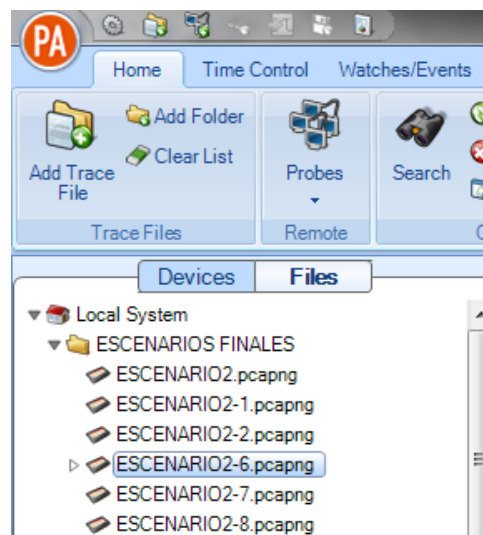 PA
Home Time Control Watches/Events
Add Trace File
Add Folder
Clear List
Trace Files
Probes
Remote
Search
Devices Files
Local System
ESCENARIOS FINALES
ESCENARIO2.pcapng
ESCENARIO2-1.pcapng
ESCENARIO2-2.pcapng
ESCENARIO2-6.pcapng
ESCENARIO2-7.pcapng
ESCENARIO2-8.pcapng